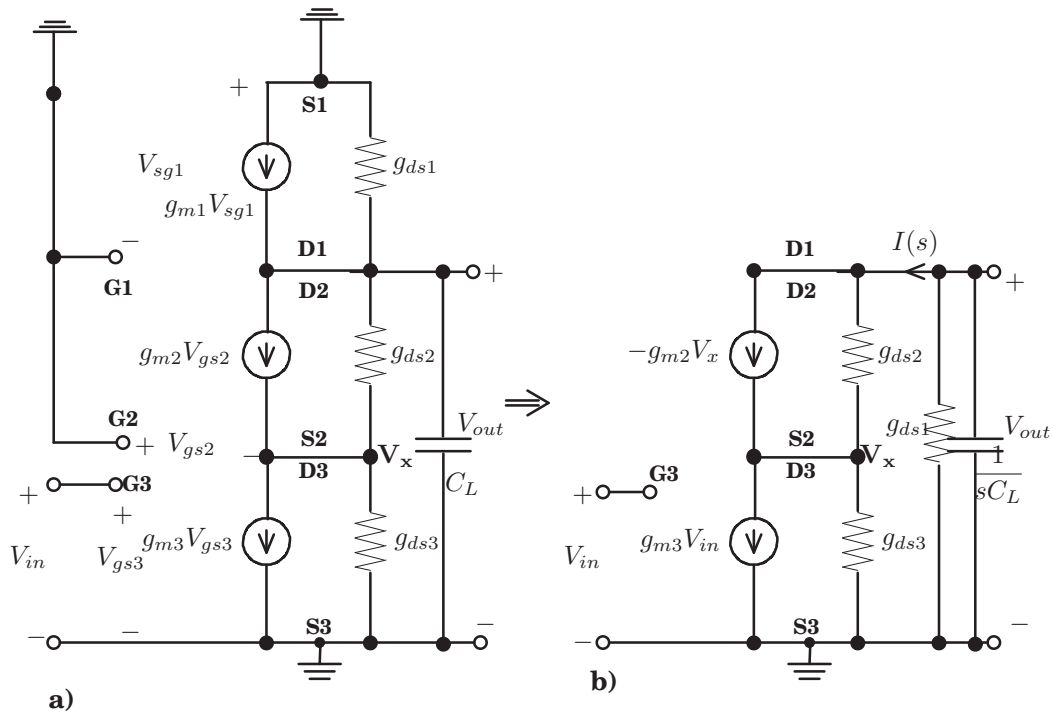 +
S1
V_{sg1}
g_{ds1}
g_{m1}V_{sg1}
−
G1
D1
D2
+
g_{m2}V_{gs2}
g_{ds2}
G2
+
V_{gs2}
−
S2
D3
V_x
V_{out}
C_L
+
G3
+
V_{in}
V_{gs3}
g_{m3}V_{gs3}
g_{ds3}
−
−
S3
−
a)
⇒
D1
D2
I(s)
+
−g_{m2}V_x
g_{ds2}
g_{ds1}
V_{out}
S2
D3
V_x
1
sC_L
+
G3
V_{in}
g_{m3}V_{in}
g_{ds3}
−
S3
−
b)